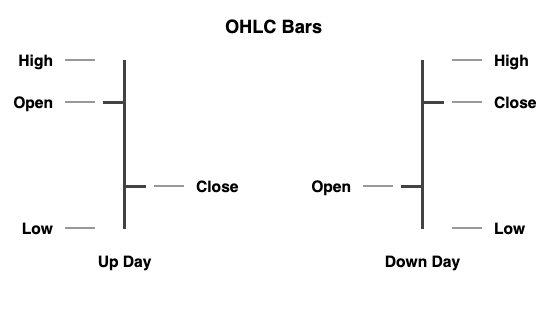 OHLC Bars
High
Open
Close
Low
Up Day
High
Close
Open
Low
Down Day